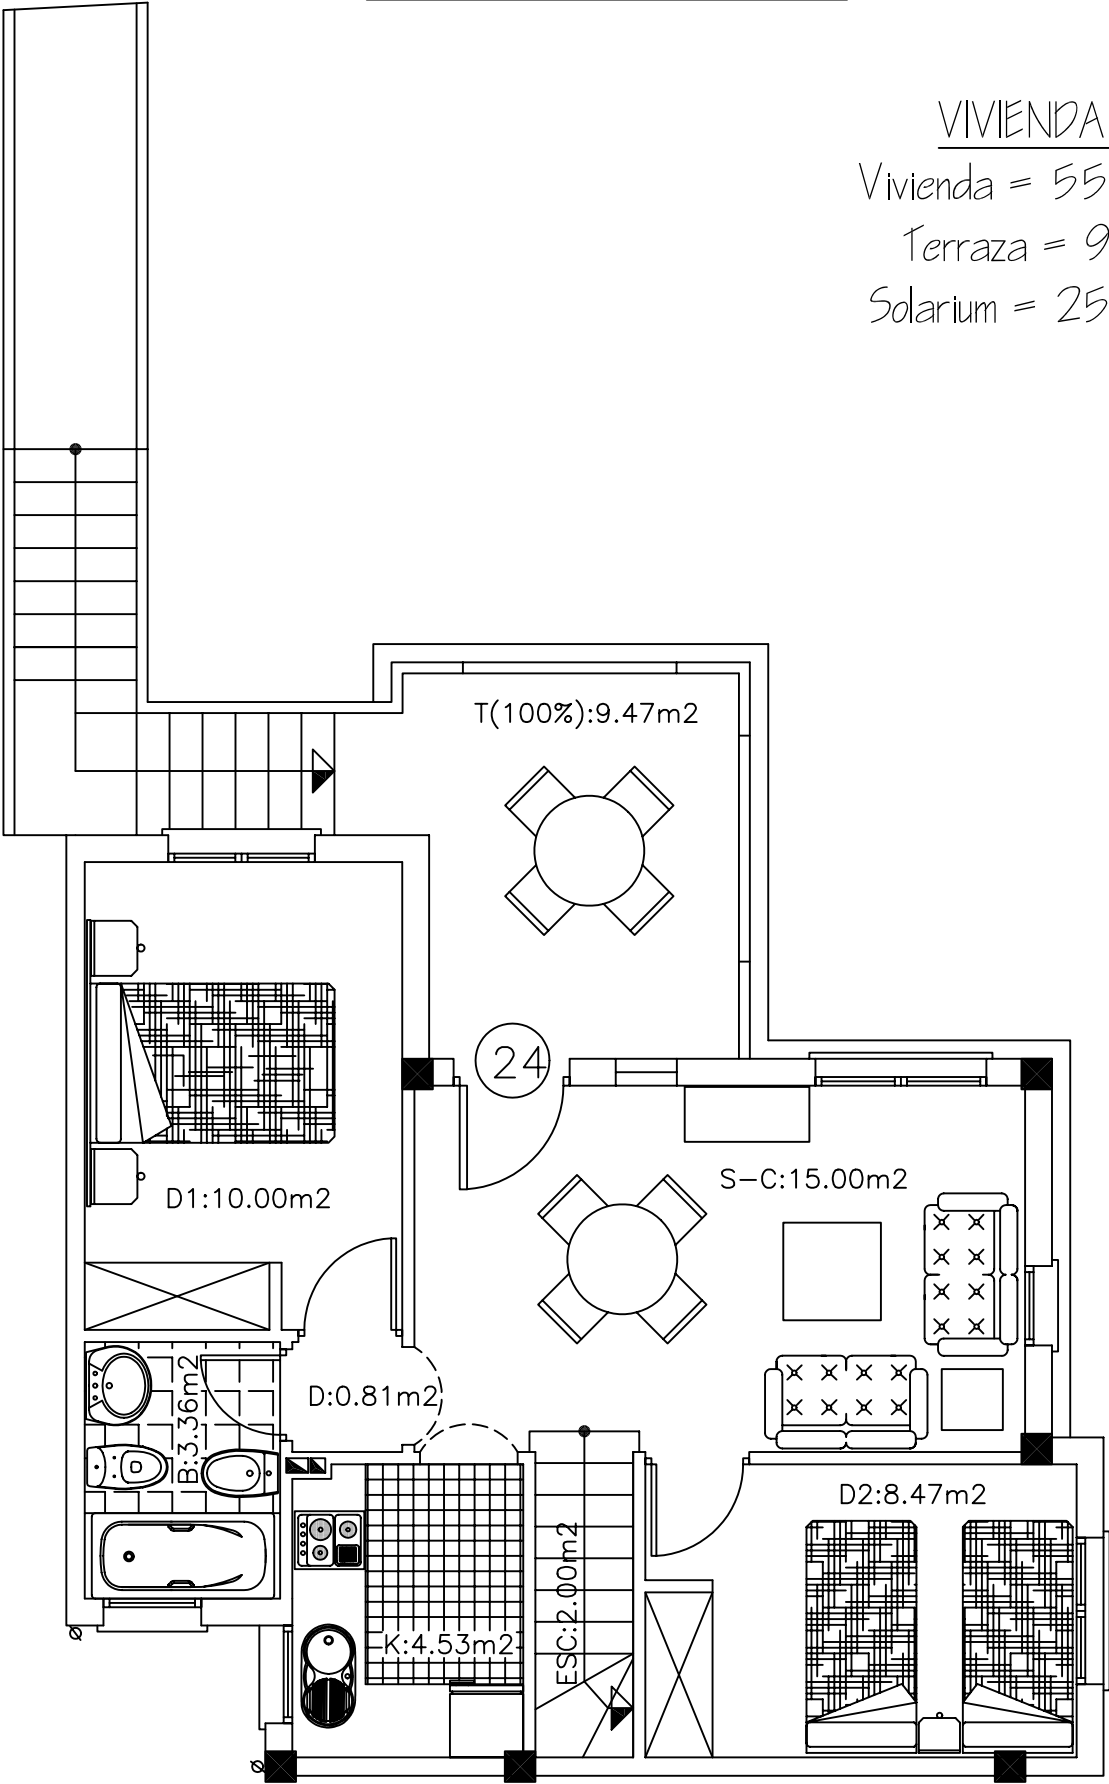 VIVIENDA
Vivienda = 55
Terraza = 9
Solarium = 25
T(100%):9.47m2
24
S-C:15.00m2
D1:10.00m2
D:0.81m2
B:3.36m2
D2:8.47m2
ESC:2.00m2
K:4.53m2